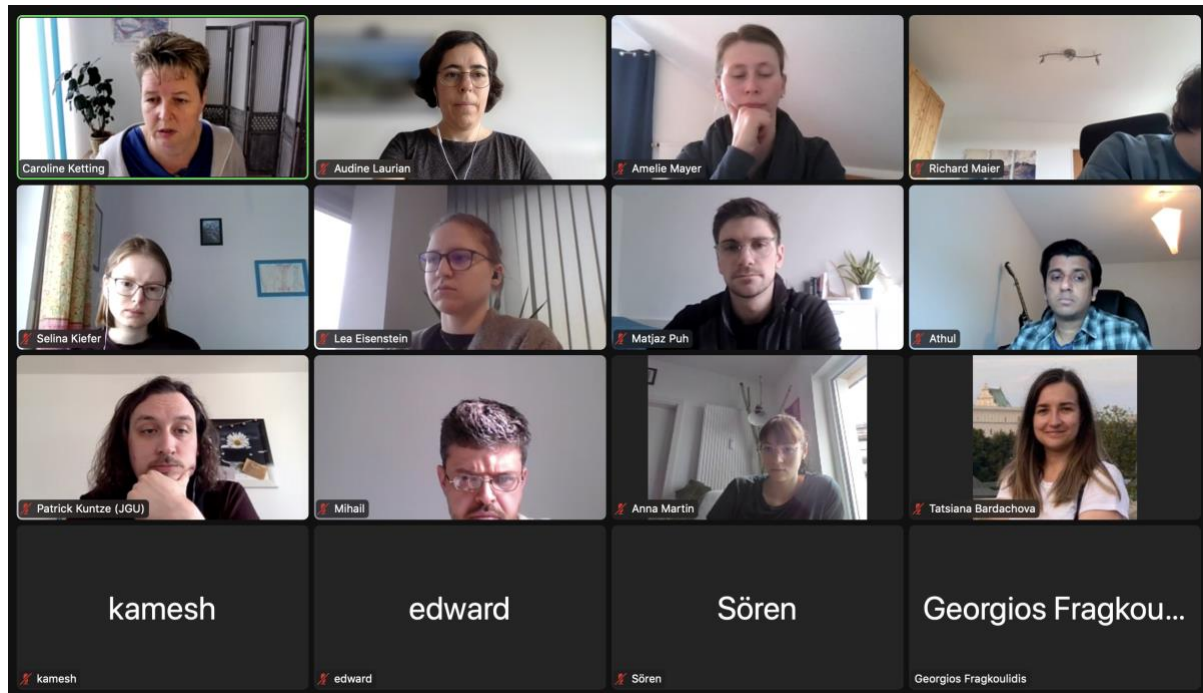 Caroline Ketting
Audine Laurian
Amelie Mayer
Richard Maier
Selina Kiefer
Lea Eisenstein
Matjaz Puh
Athul
Patrick Kuntze (JGU)
Mihail
Anna Martin
Tatsiana Bardachova
kamesh
edward
Sören
Georgios Fragkou...
kamesh
edward
Sören
Georgios Fragkoulidis